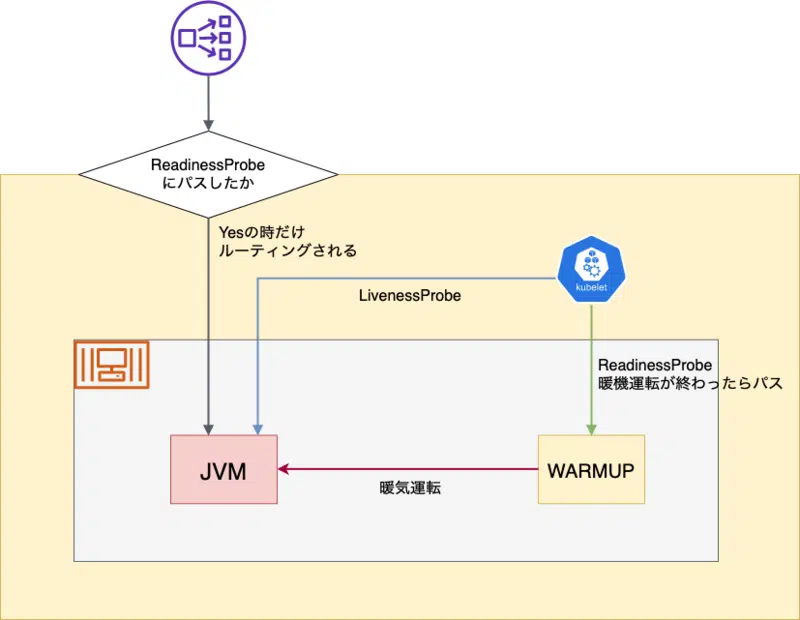 ReadinessProbe
にパスしたか
Yesの時だけ
ルーティングされる
kubelet
LivenessProbe
ReadinessProbe
暖機運転が終わったらパス
JVM
WARMUP
暖気運転